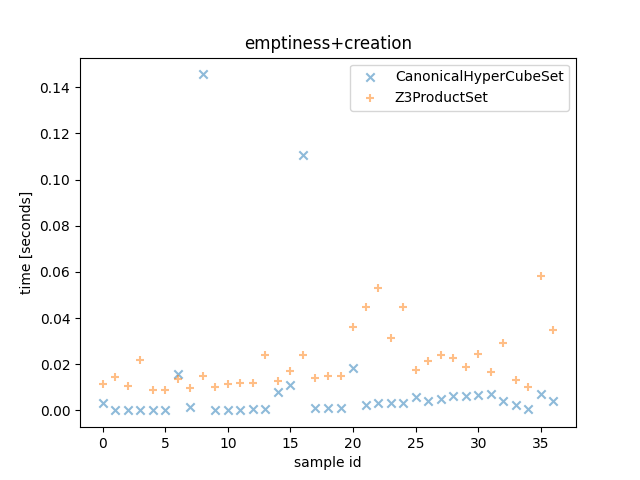 emptiness+creation
CanonicalHyperCubeSet
Z3ProductSet
time [seconds]
0.14
0.12
0.10
0.08
0.06
0.04
0.02
0.00
0 5 10 15 20 25 30 35
sample id